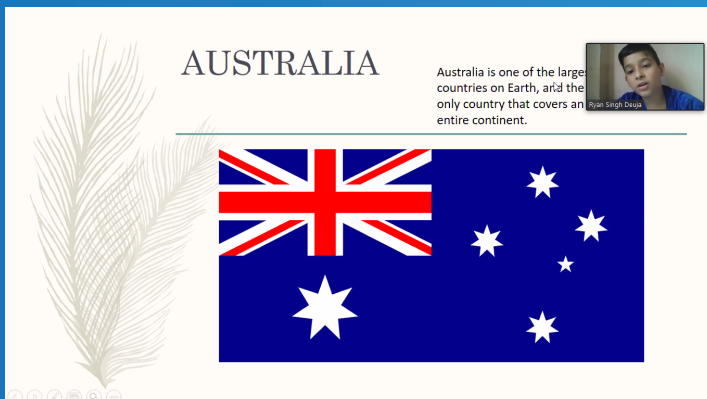 AUSTRALIA
Australia is one of the large
countries on Earth, and the
only country that covers an
entire continent.
Ryan Singh Deuja